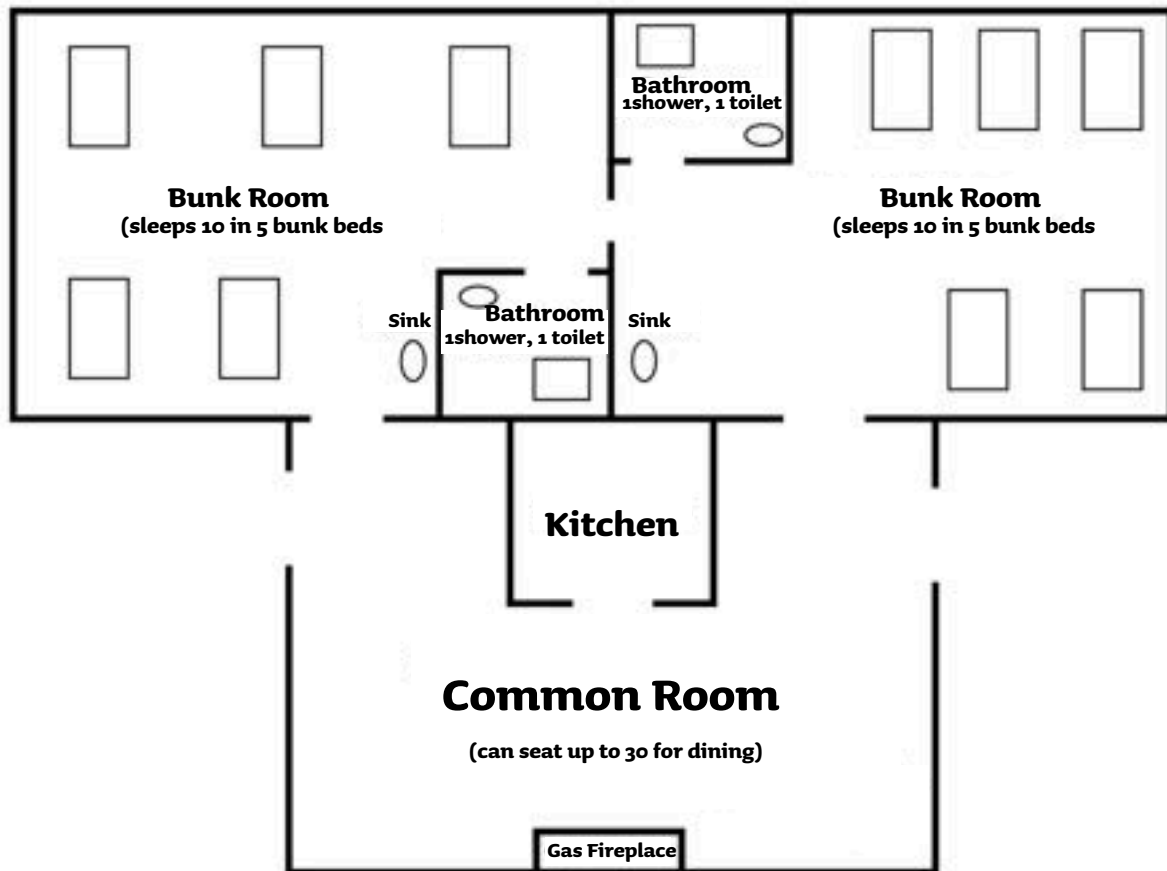 Bathroom
1shower, 1 toilet
Bunk Room
(sleeps 10 in 5 bunk beds
Bunk Room
(sleeps 10 in 5 bunk beds
Sink
Bathroom
1shower, 1 toilet
Sink
Kitchen
Common Room
(can seat up to 30 for dining)
Gas Fireplace